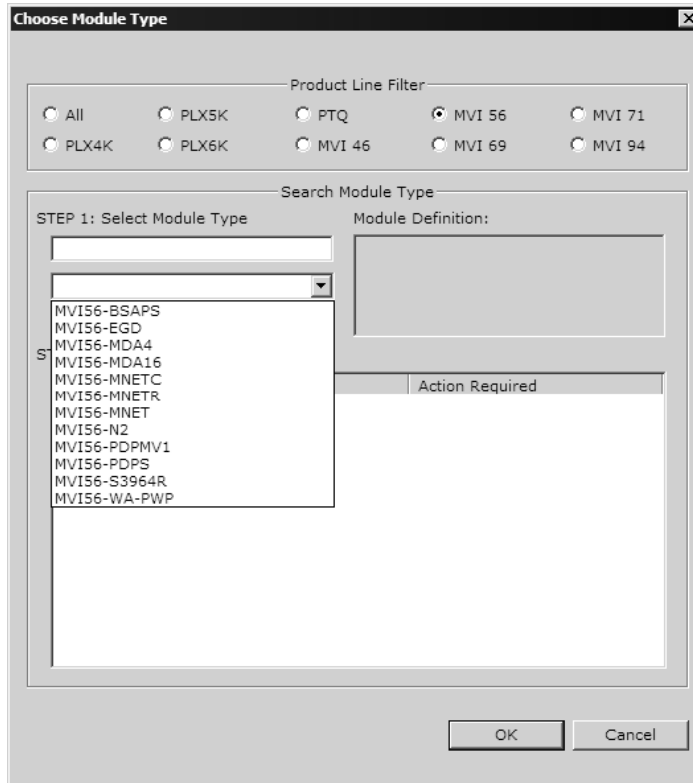 Choose Module Type
Product Line Filter
All PLX5K PTQ MVI 56 MVI 71
PLX4K PLX6K MVI 46 MVI 69 MVI 94
Search Module Type
STEP 1: Select Module Type Module Definition:
MVI56-BSAPS
MVI56-EGD
MVI56-MDA4
MVI56-MDA16
MVI56-MNETC
MVI56-MNETR
MVI56-MNET
MVI56-N2
MVI56-PDPMV1
MVI56-PDPS
MVI56-S3964R
MVI56-WA-PWP
Action Required
OK Cancel